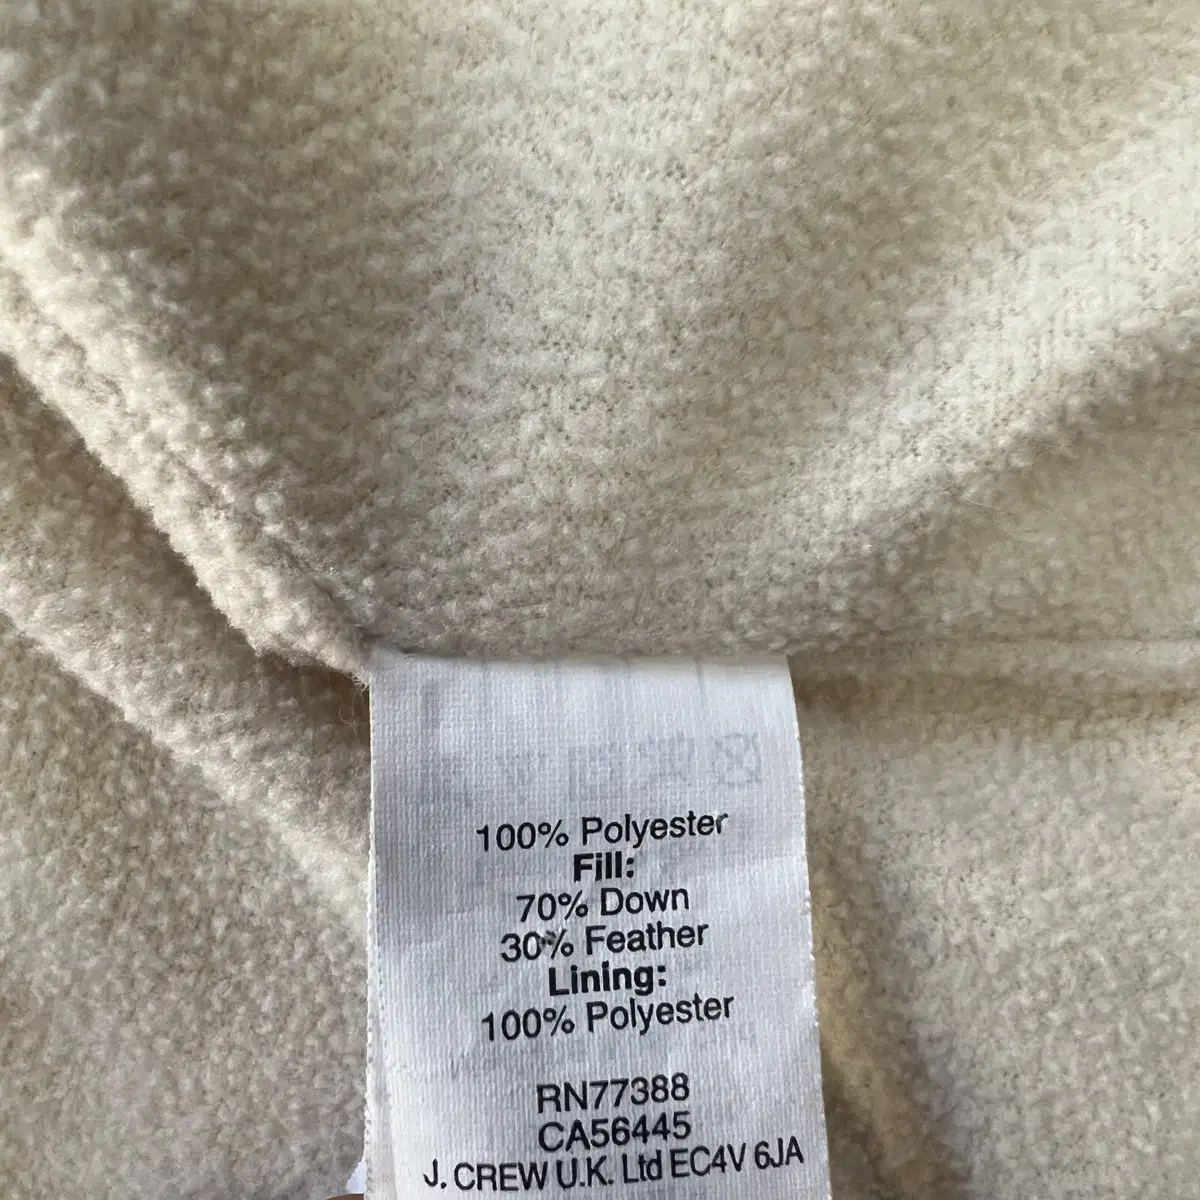 100% Polyester
Fill:
70% Down
30% Feather
Lining:
100% Polyester
RN77388
CA56445
J. CREW U.K. Ltd EC4V 6JA